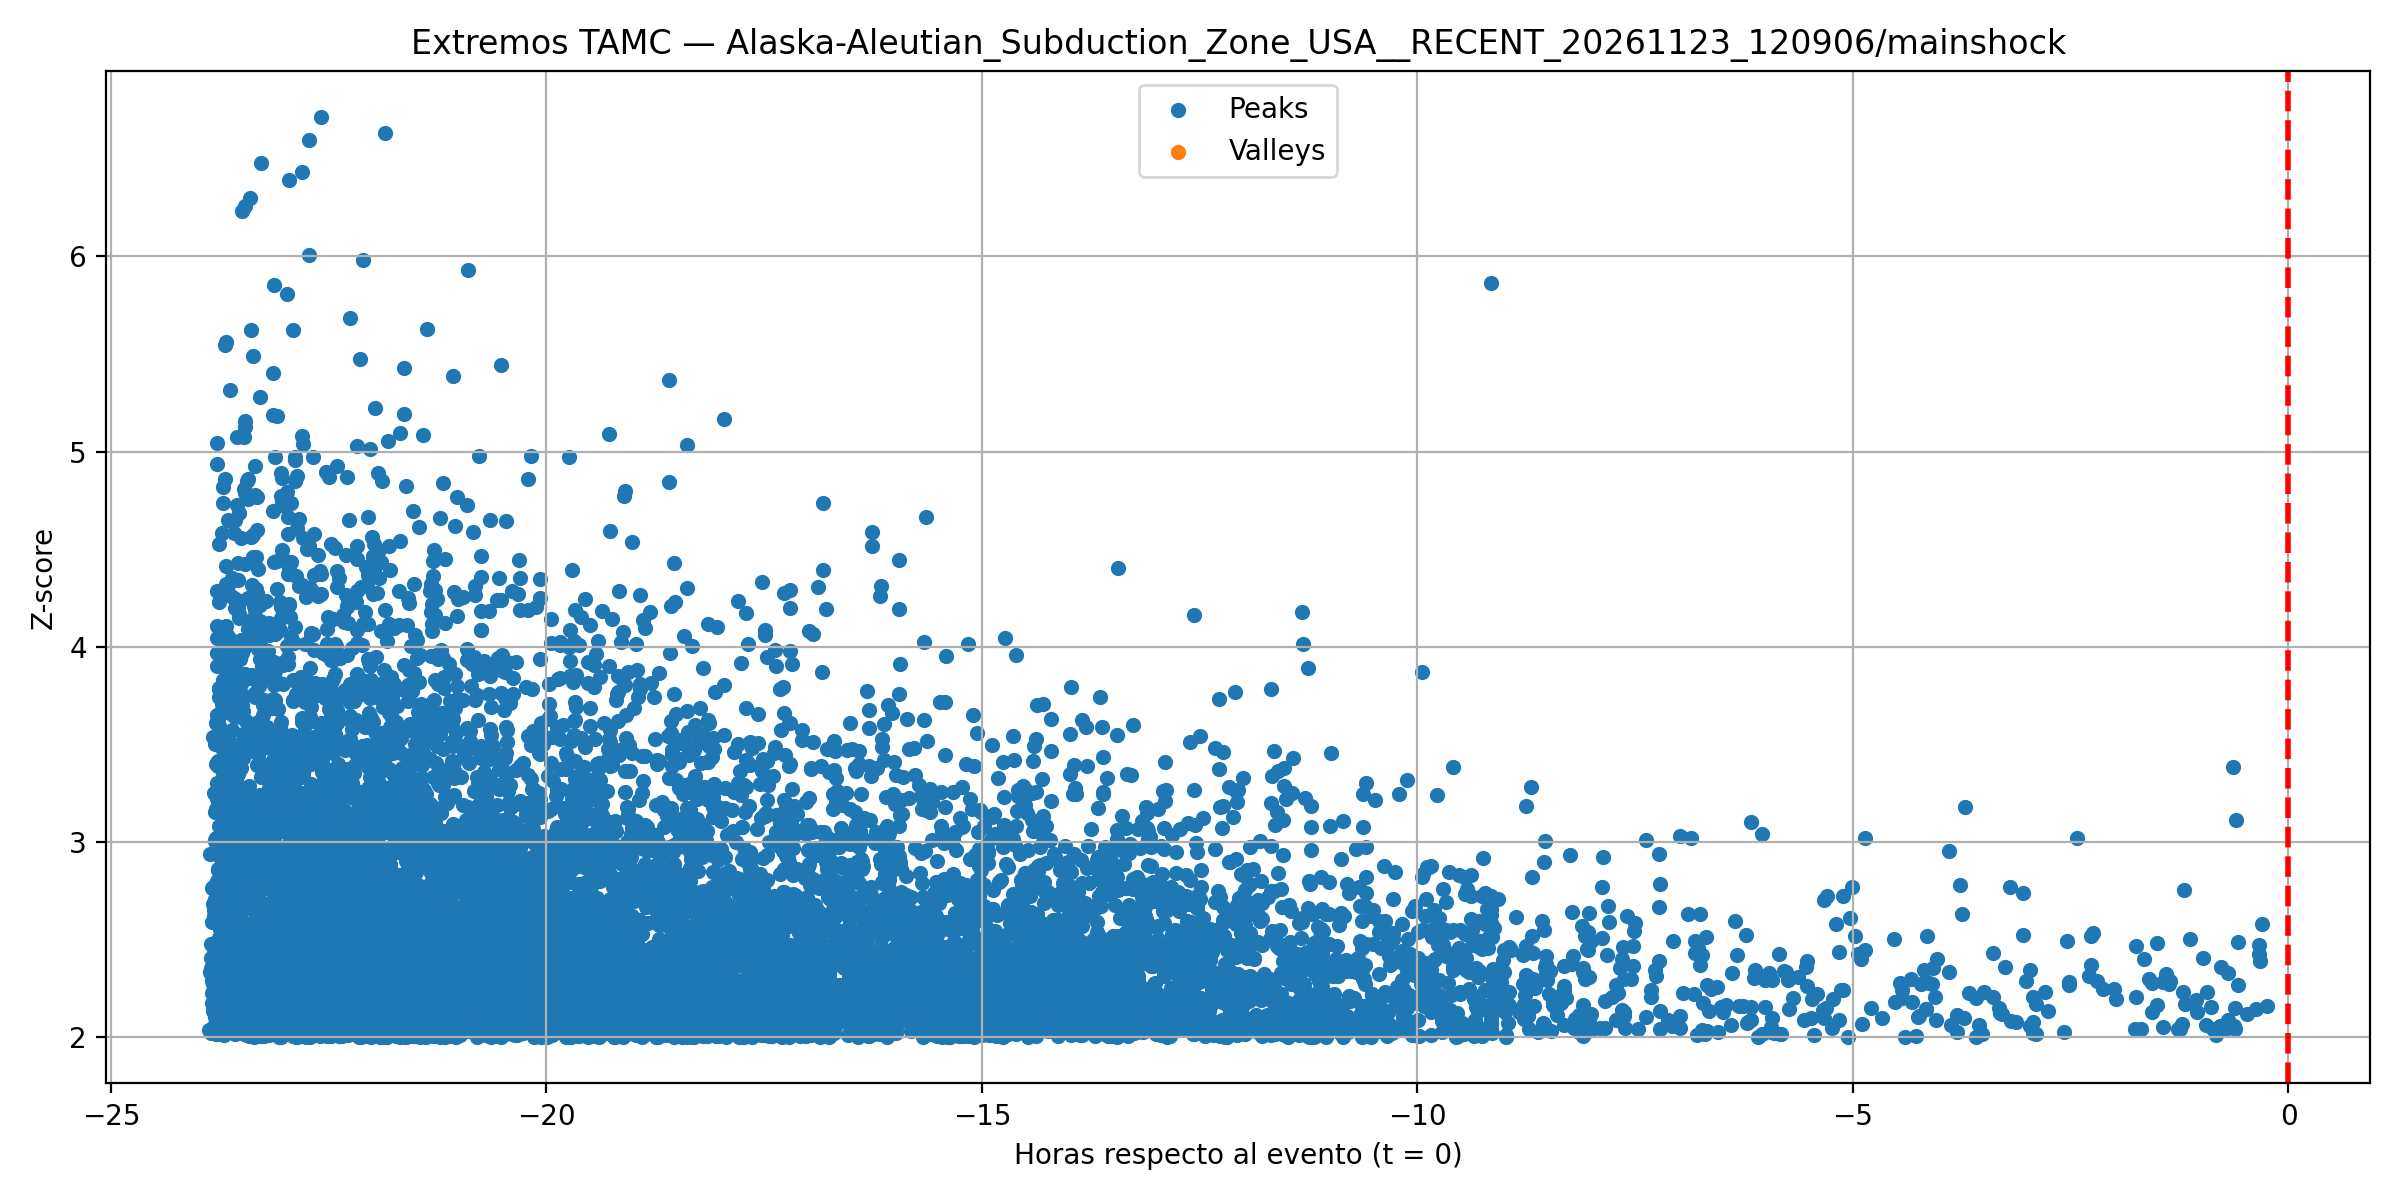 Extremos TAMC — Alaska-Aleutian_Subduction_Zone_USA__RECENT_20261123_120906/mainshock
Peaks
Valleys
Z-score
6
5
4
3
2
−25
−20
−15
−10
−5
0
Horas respecto al evento (t = 0)